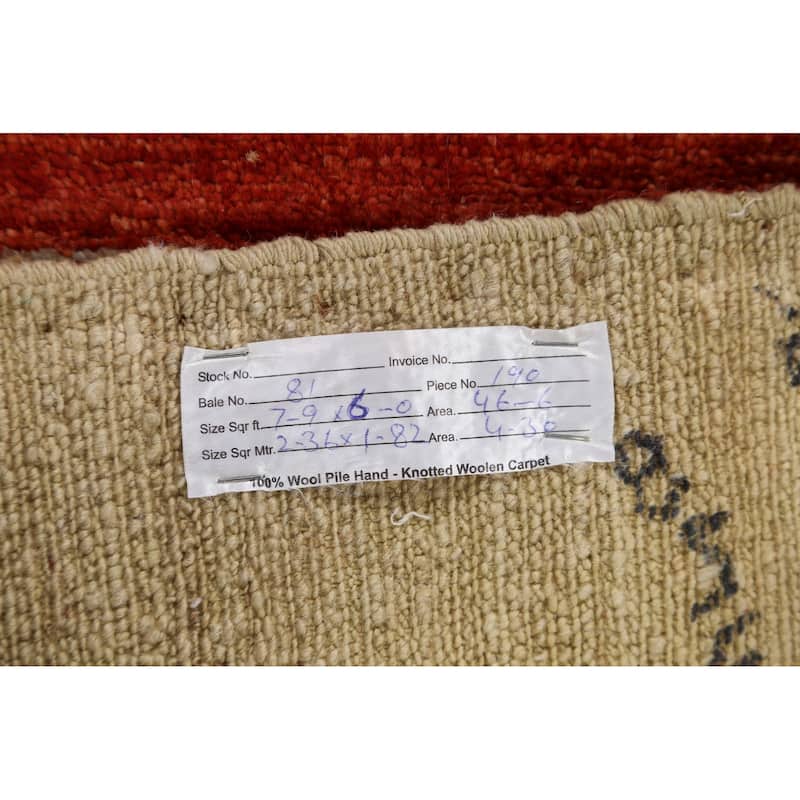 Stock No. Invoice No.
Bale No. 81 Piece No. 190
Size Sqr ft. 7-9 x 6-0 Area. 46-6
Size Sqr Mtr. 2-36 x 1-82 Area. 4-30
100% Wool Pile Hand - Knotted Woolen Carpet